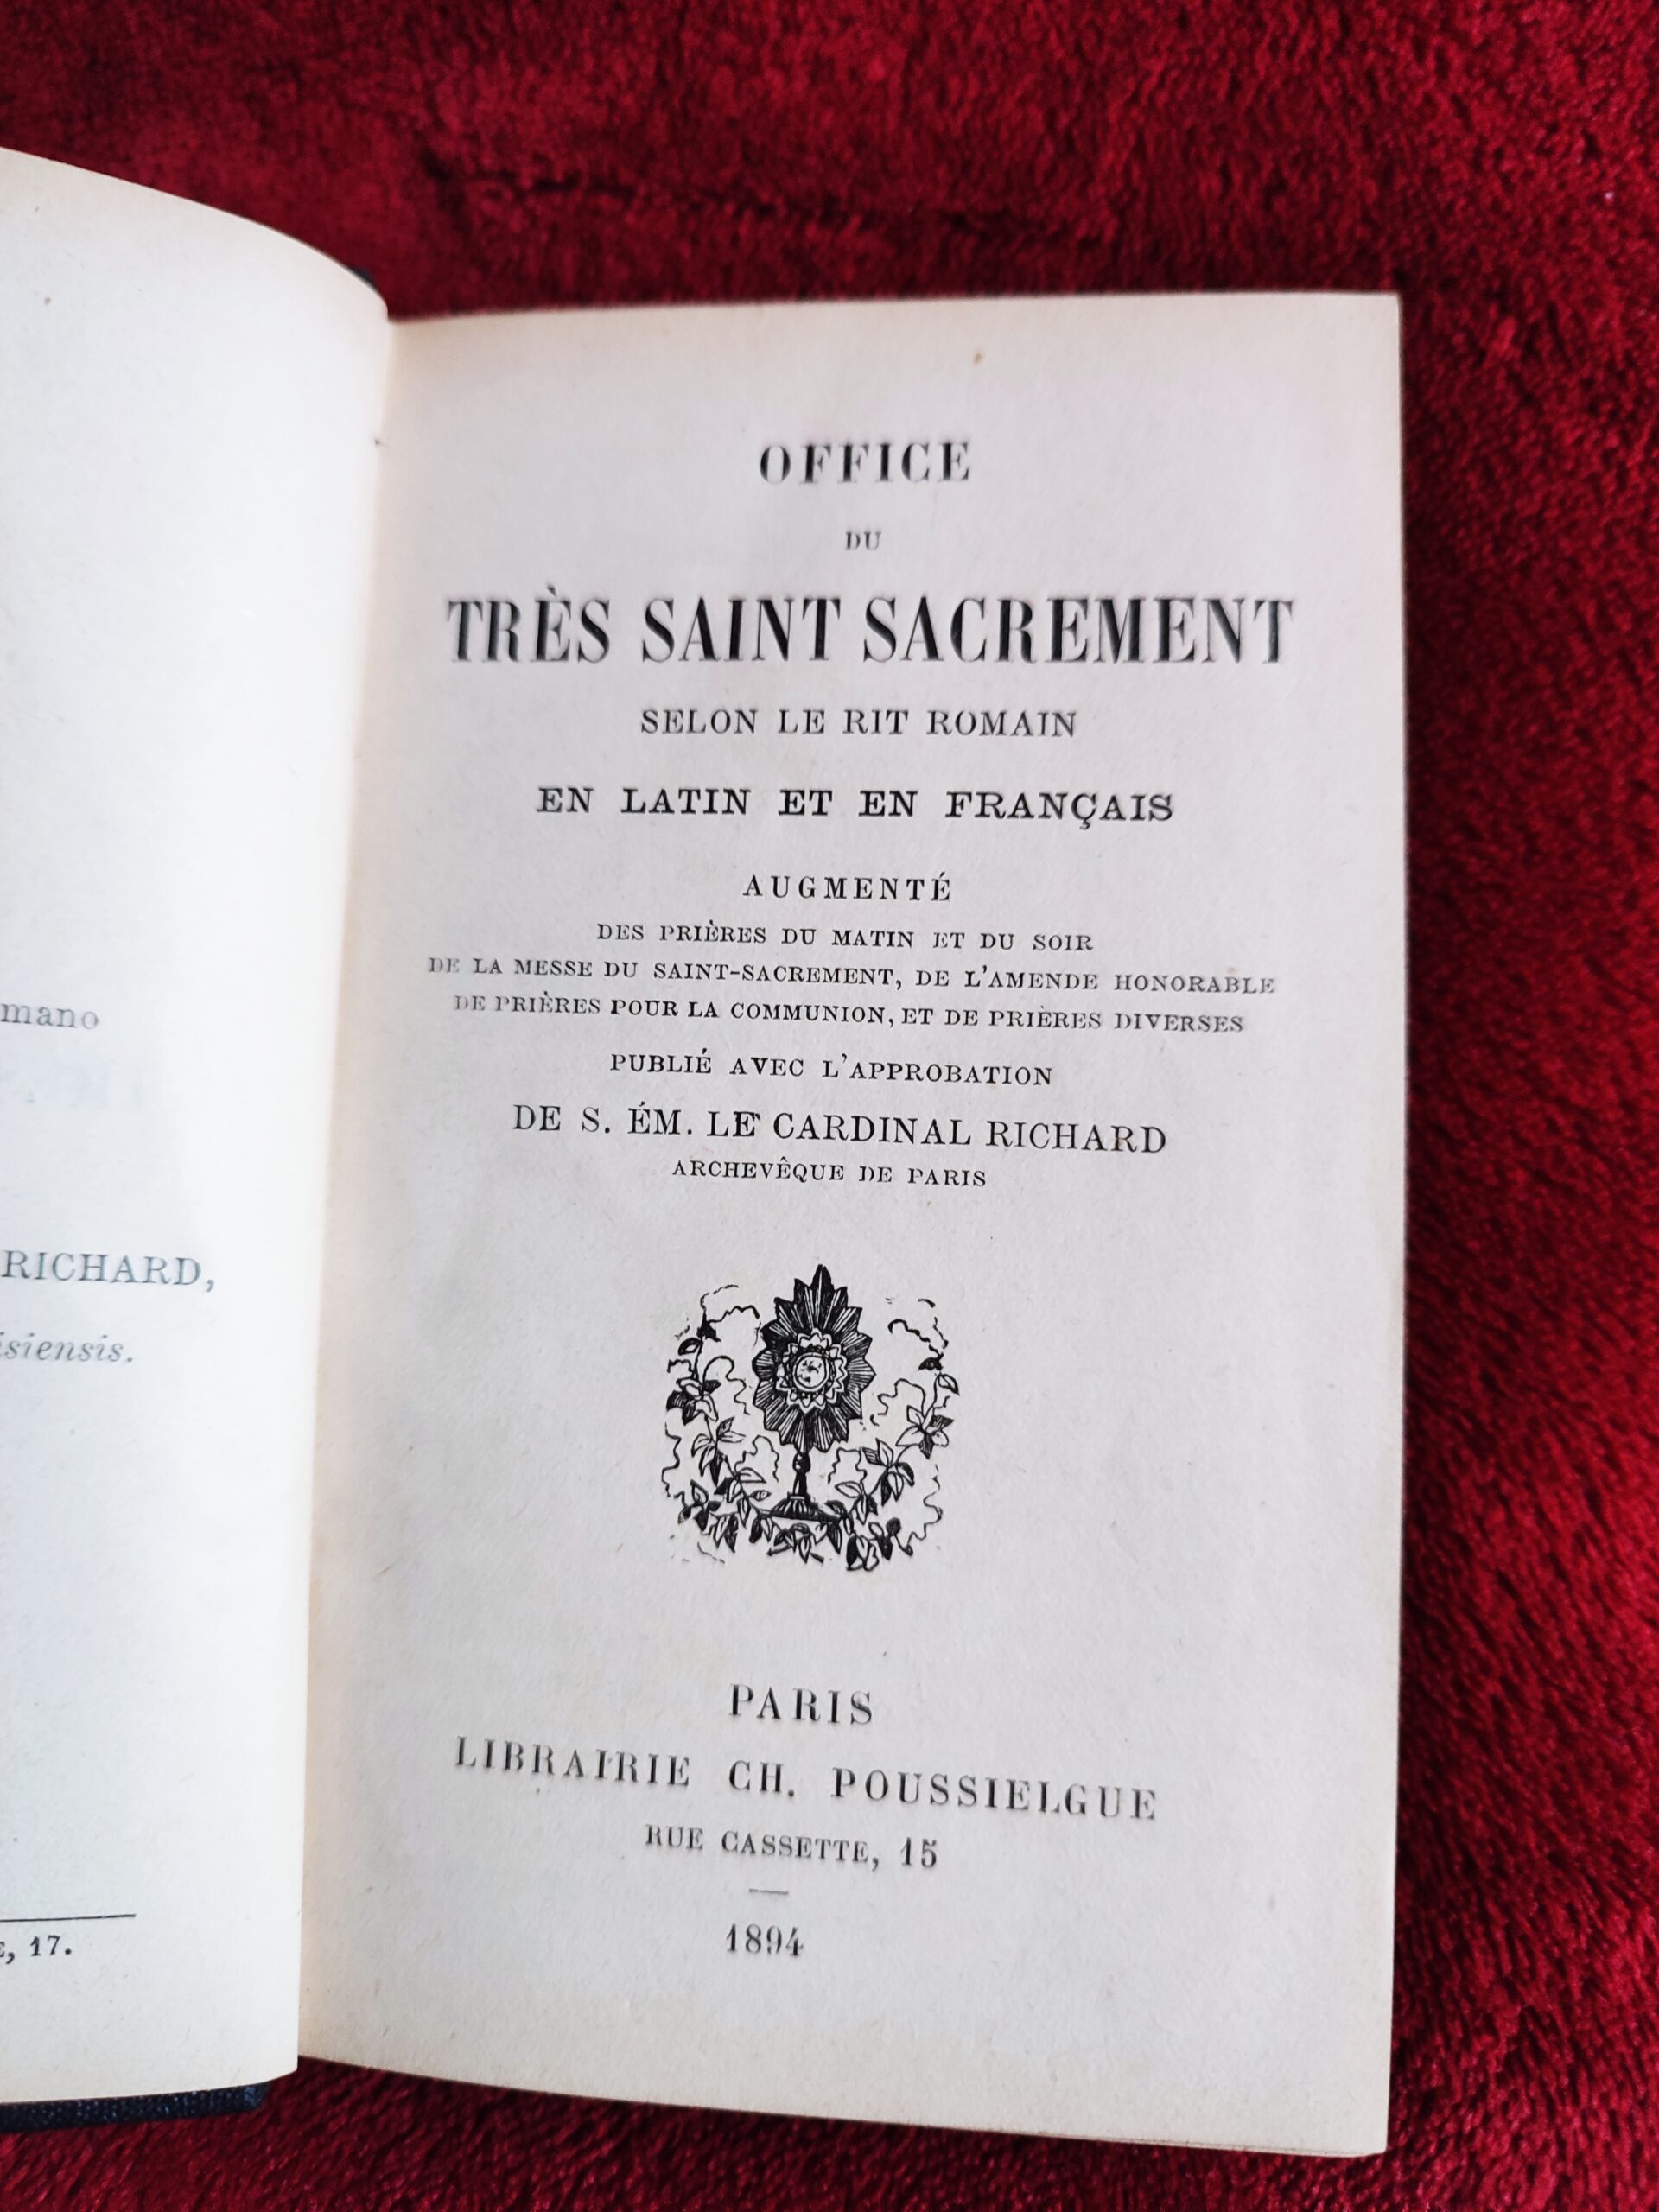 mano
RICHARD,
isiensis.
E, 17.
OFFICE
DU
TRÈS SAINT SACREMENT
SELON LE RIT ROMAIN
EN LATIN ET EN FRANÇAIS
AUGMENTÉ
DES PRIÈRES DU MATIN ET DU SOIR
DE LA MESSE DU SAINT-SACREMENT, DE L'AMENDE HONORABLE
DE PRIÈRES POUR LA COMMUNION, ET DE PRIÈRES DIVERSES
PUBLIÉ AVEC L'APPROBATION
DE S. ÉM. LE CARDINAL RICHARD
ARCHEVÊQUE DE PARIS
PARIS
LIBRAIRIE CH. POUSSIELGUE
RUE CASSETTE, 15
1894